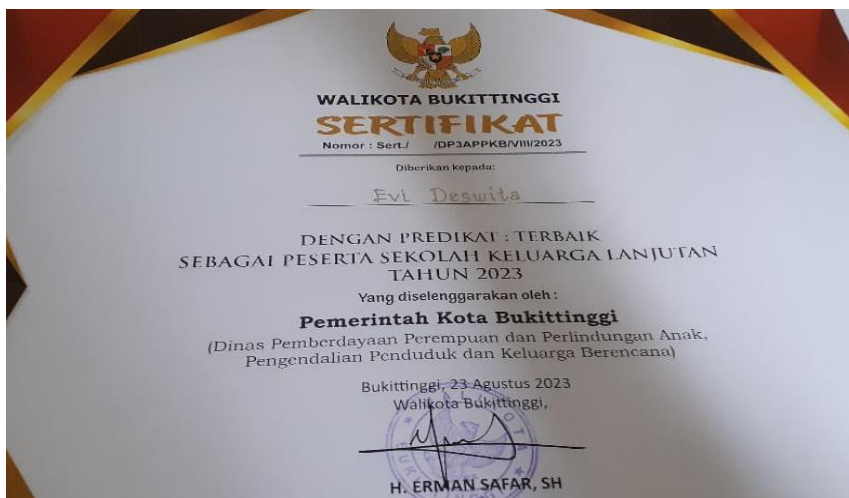 WALIKOTA BUKITTINGGI
SERTIFIKAT
Nomor : Sert./ /DP3APPKB/VIII/2023
Diberikan kepada:
Evi Deswita
DENGAN PREDIKAT : TERBAIK
SEBAGAI PESERTA SEKOLAH KELUARGA LANJUTAN
TAHUN 2023
Yang diselenggarakan oleh :
Pemerintah Kota Bukittinggi
(Dinas Pemberdayaan Perempuan dan Perlindungan Anak,
Pengendalian Penduduk dan Keluarga Berencana)
Bukittinggi, 23 Agustus 2023
Walikota Bukittinggi,
H. ERMAN SAFAR, SH